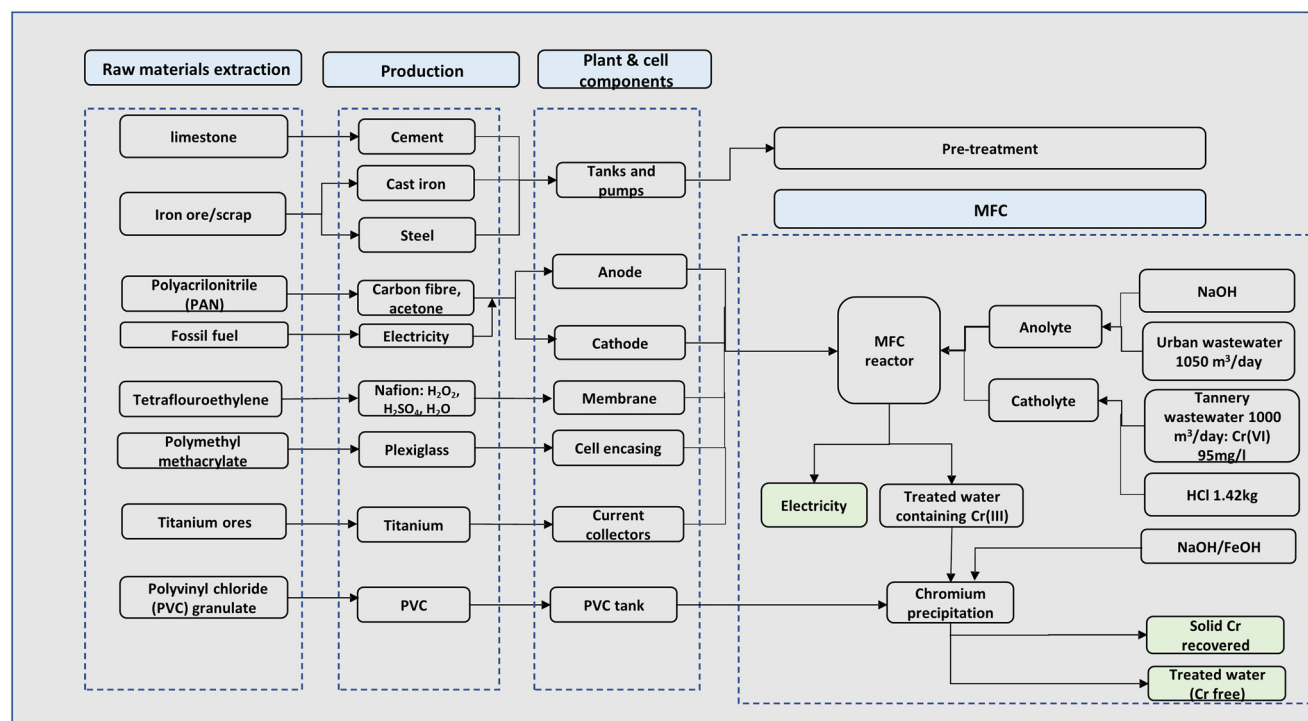 Raw materials extraction
Production
Plant & cell
components
limestone
Cement
Tanks and
pumps
Pre-treatment
Iron ore/scrap
Cast iron
Steel
MFC
Polyacrilonitrile
(PAN)
Carbon fibre,
acetone
Anode
Fossil fuel
Electricity
Cathode
Tetraflouroethylene
Nafion: H₂O₂,
H₂SO₄, H₂O
Membrane
Polymethyl
methacrylate
Plexiglass
Cell encasing
Titanium ores
Titanium
Current
collectors
Polyvinyl chloride
(PVC) granulate
PVC
PVC tank
MFC
reactor
Anolyte
Catholyte
NaOH
Urban wastewater
1050 m³/day
Tannery
wastewater 1000
m³/day: Cr(VI)
95mg/l
HCl 1.42kg
Electricity
Treated water
containing Cr(III)
NaOH/FeOH
Chromium
precipitation
Solid Cr
recovered
Treated water
(Cr free)